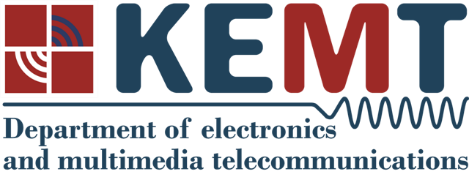 KEMT
Department of electronics
and multimedia telecommunications